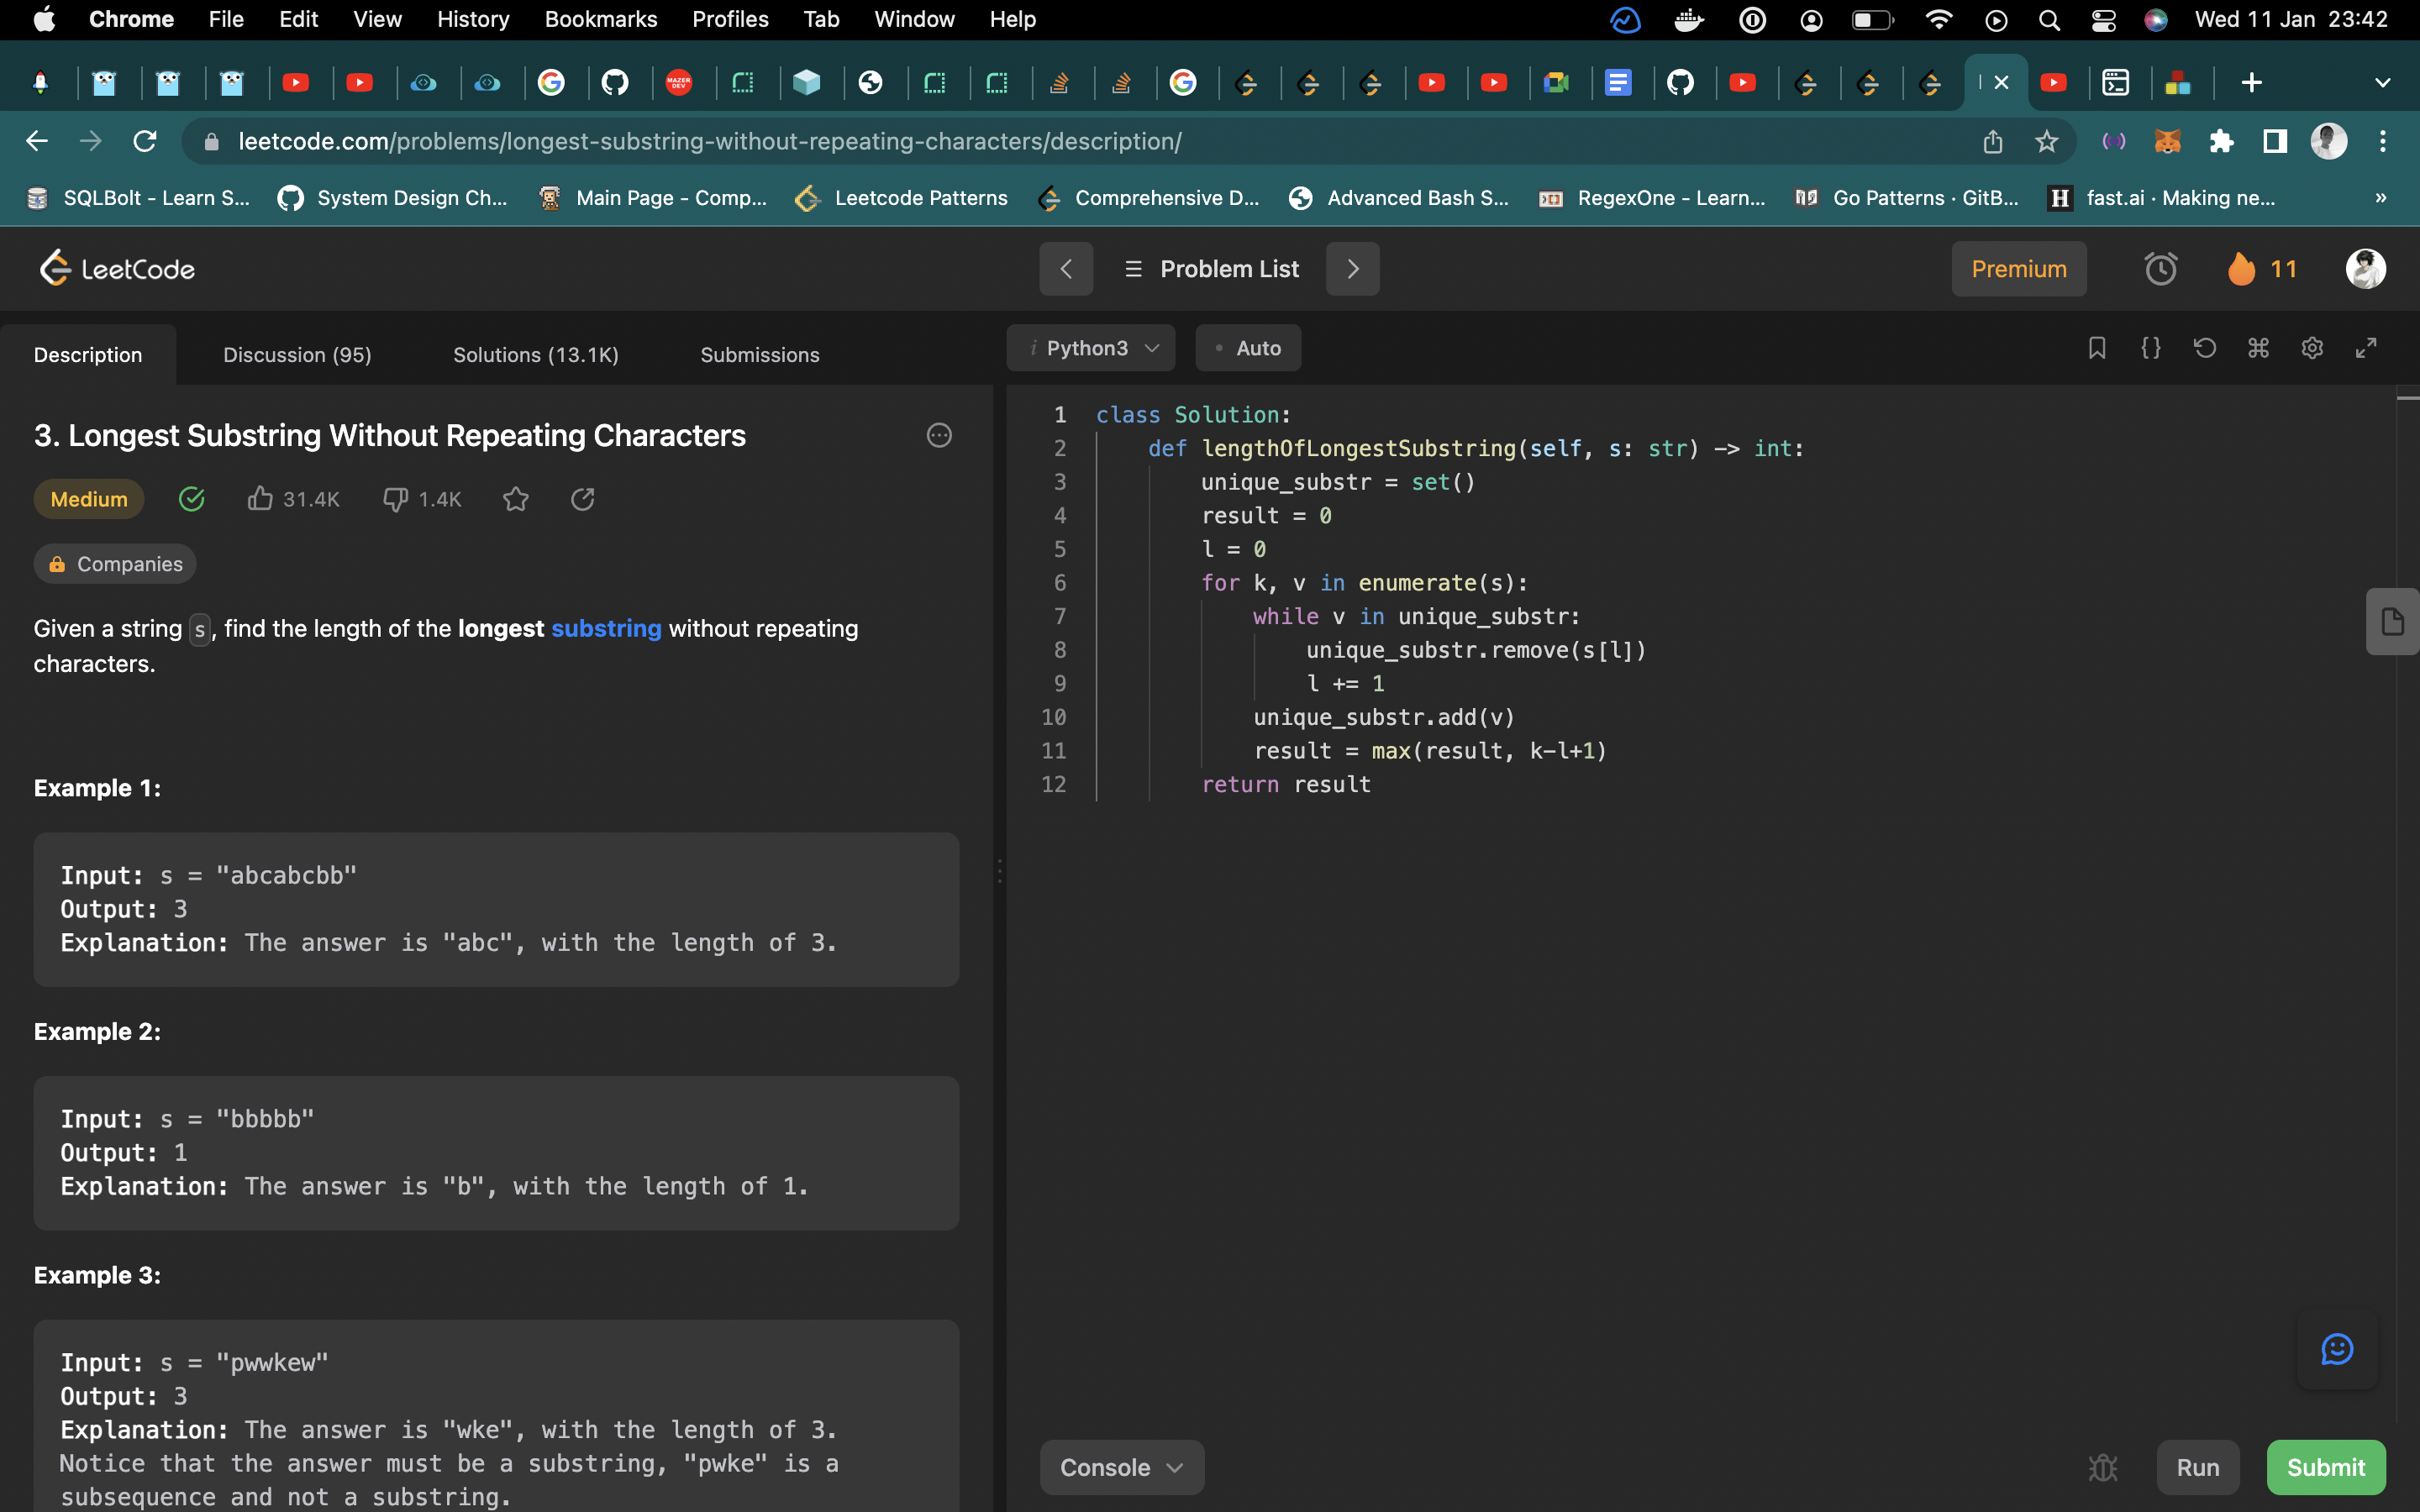 Chrome File Edit View History Bookmarks Profiles Tab Window Help Wed 11 Jan 23:42
MAZER DEV
leetcode.com/problems/longest-substring-without-repeating-characters/description/
SQLBolt - Learn S... System Design Ch... Main Page - Comp... Leetcode Patterns Comprehensive D... Advanced Bash S... RegexOne - Learn... Go Patterns · GitB... H fast.ai · Making ne... »
LeetCode Problem List Premium 11
Description Discussion (95) Solutions (13.1K) Submissions
i Python3 • Auto
3. Longest Substring Without Repeating Characters
Medium 31.4K 1.4K
Companies
Given a string s, find the length of the longest substring without repeating
characters.
Example 1:
Input: s = "abcabcbb"
Output: 3
Explanation: The answer is "abc", with the length of 3.
Example 2:
Input: s = "bbbbb"
Output: 1
Explanation: The answer is "b", with the length of 1.
Example 3:
Input: s = "pwwkew"
Output: 3
Explanation: The answer is "wke", with the length of 3.
Notice that the answer must be a substring, "pwke" is a
subsequence and not a substring.
1 class Solution:
2 def lengthOfLongestSubstring(self, s: str) -> int:
3 unique_substr = set()
4 result = 0
5 l = 0
6 for k, v in enumerate(s):
7 while v in unique_substr:
8 unique_substr.remove(s[l])
9 l += 1
10 unique_substr.add(v)
11 result = max(result, k-l+1)
12 return result
Console Run Submit